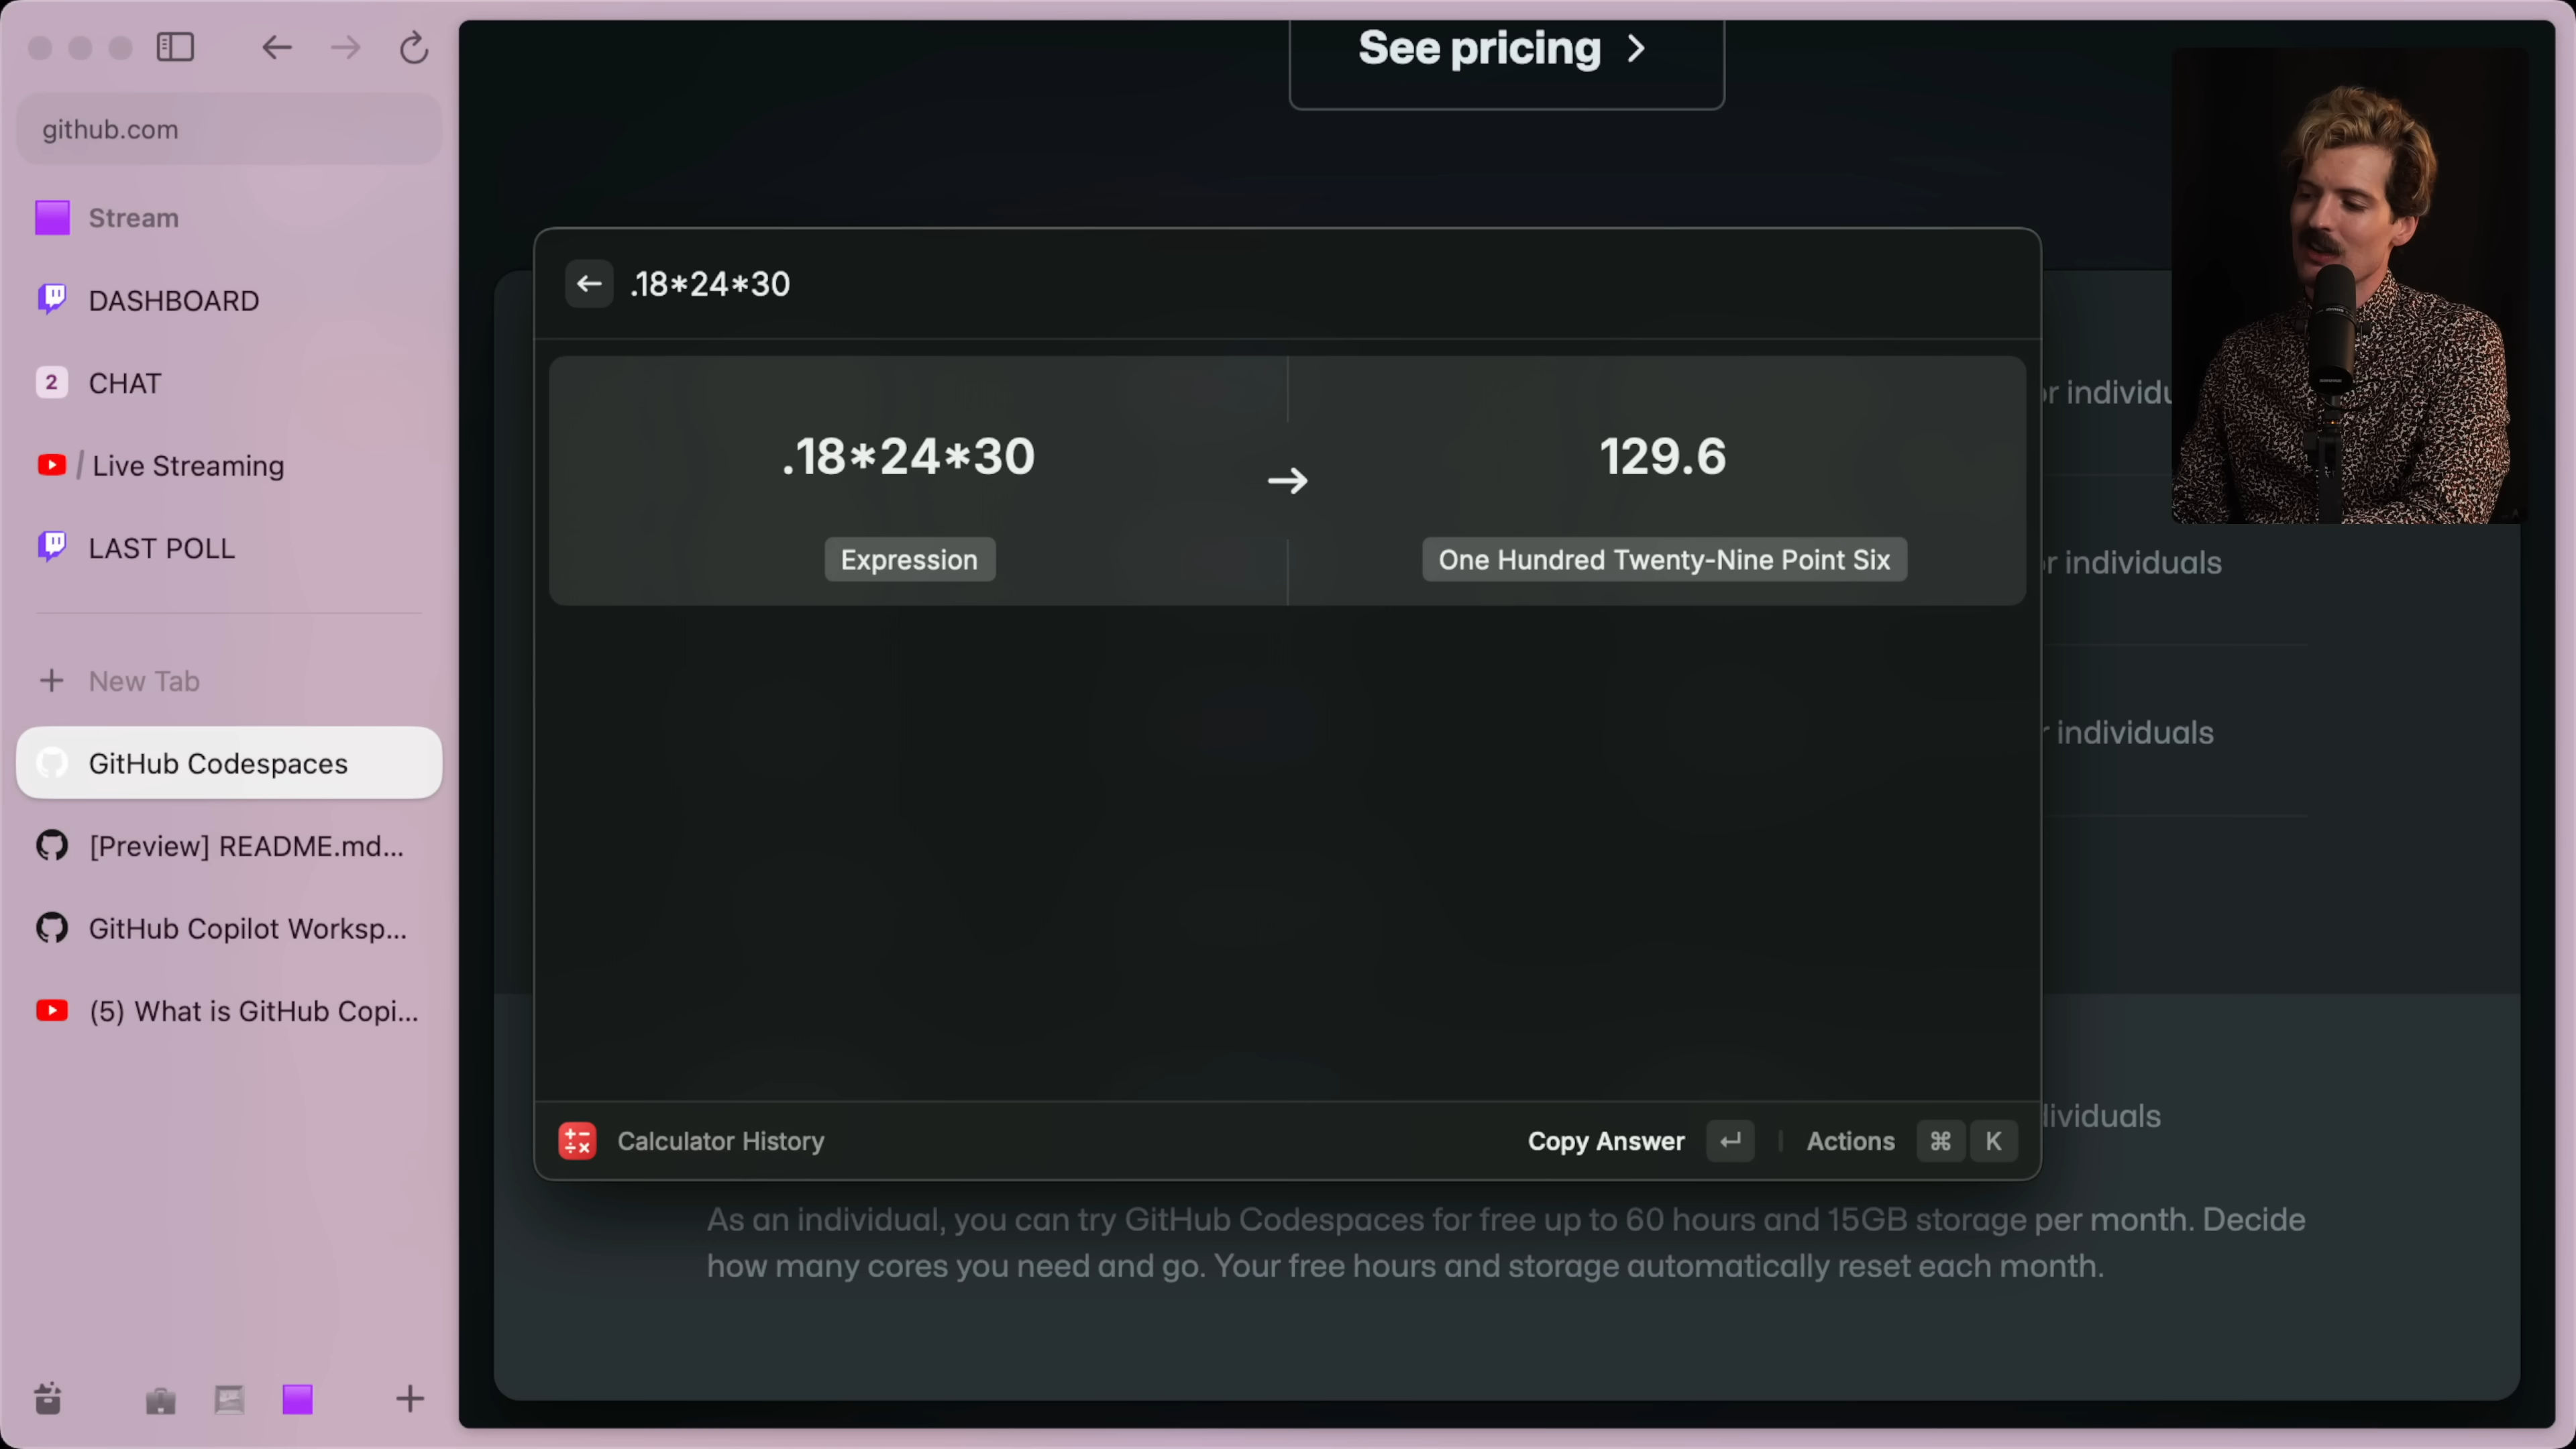 github.com
Stream
DASHBOARD
2 CHAT
/ Live Streaming
LAST POLL
New Tab
GitHub Codespaces
[Preview] README.md...
GitHub Copilot Worksp...
(5) What is GitHub Copi...
See pricing
.18*24*30
.18*24*30
129.6
Expression
One Hundred Twenty-Nine Point Six
Calculator History
Copy Answer
Actions
⌘ K
individuals
individuals
As an individual, you can try GitHub Codespaces for free up to 60 hours and 15GB storage per month. Decide
how many cores you need and go. Your free hours and storage automatically reset each month.